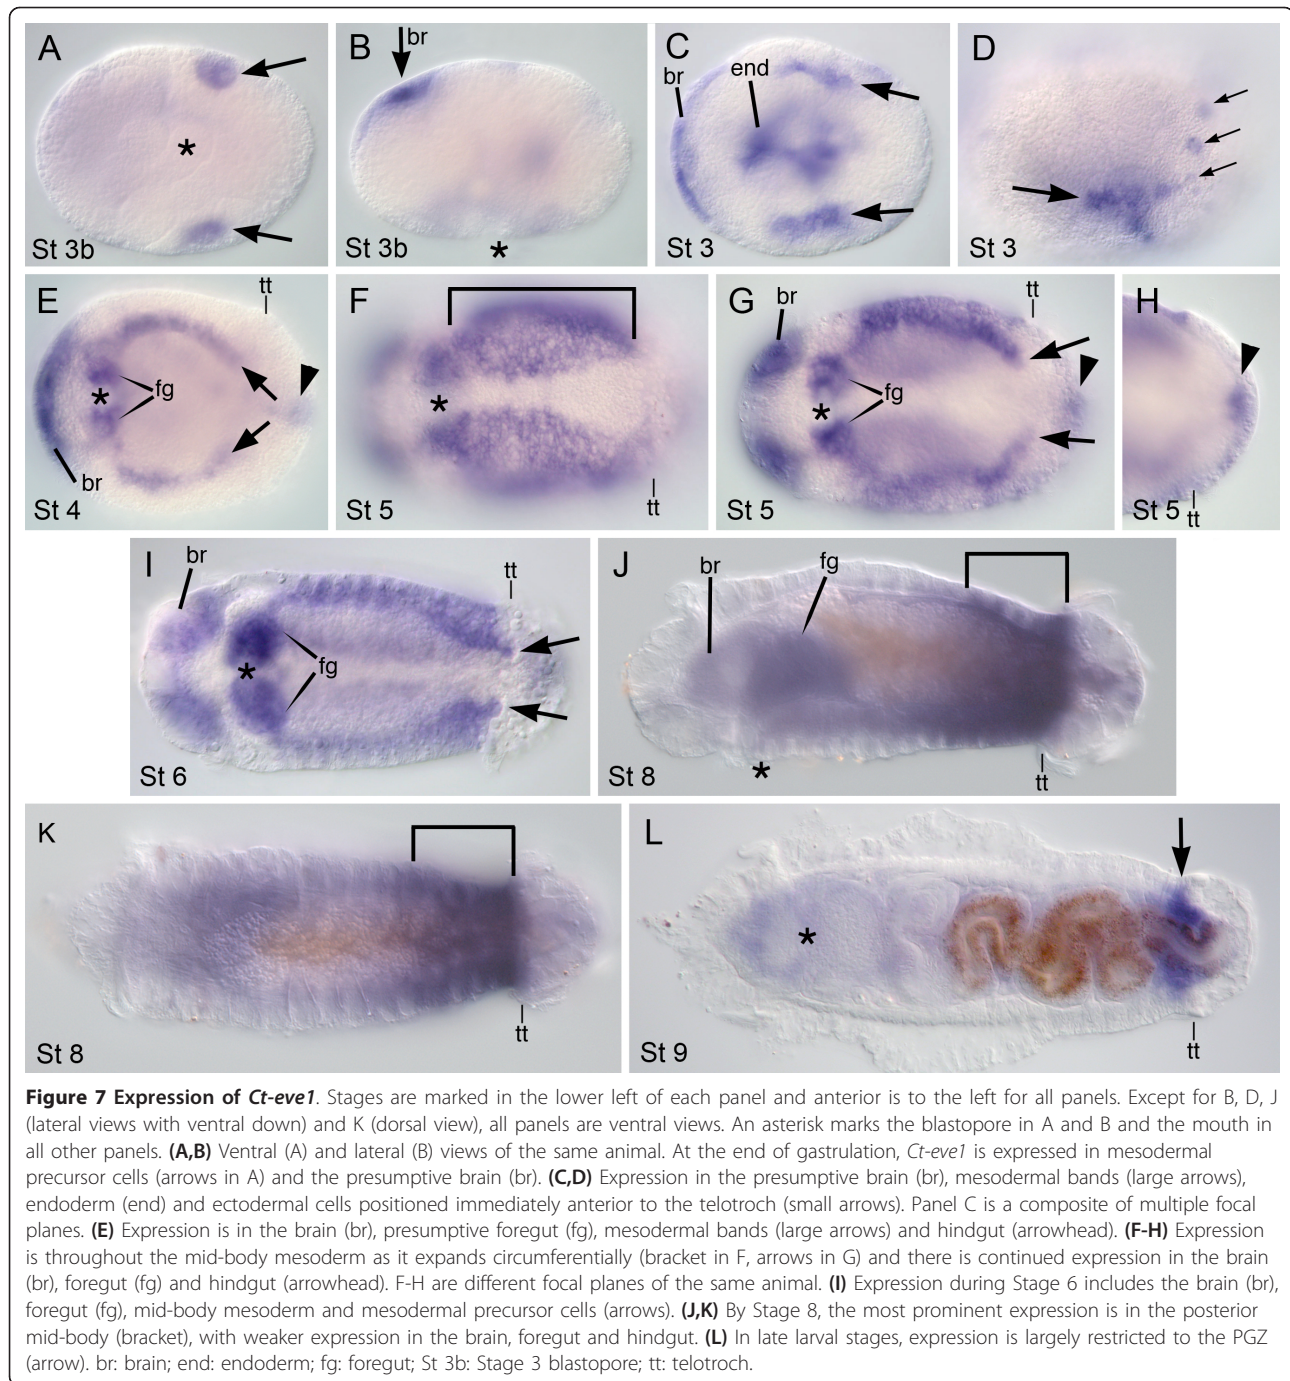 A
B
br
C
br
end
D
St 3b
St 3b
*
St 3
St 3
E
tt
fg
*
br
St 4
F
*
St 5
tt
G
br
tt
fg
*
St 5
H
St 5
tt
I
br
tt
fg
*
St 6
J
br
fg
St 8
*
tt
K
St 8
tt
L
*
St 9
tt
Figure 7 Expression of Ct-eve1. Stages are marked in the lower left of each panel and anterior is to the left for all panels. Except for B, D, J
(lateral views with ventral down) and K (dorsal view), all panels are ventral views. An asterisk marks the blastopore in A and B and the mouth in
all other panels. (A,B) Ventral (A) and lateral (B) views of the same animal. At the end of gastrulation, Ct-eve1 is expressed in mesodermal
precursor cells (arrows in A) and the presumptive brain (br). (C,D) Expression in the presumptive brain (br), mesodermal bands (large arrows),
endoderm (end) and ectodermal cells positioned immediately anterior to the telotroch (small arrows). Panel C is a composite of multiple focal
planes. (E) Expression is in the brain (br), presumptive foregut (fg), mesodermal bands (large arrows) and hindgut (arrowhead). (F-H) Expression
is throughout the mid-body mesoderm as it expands circumferentially (bracket in F, arrows in G) and there is continued expression in the brain
(br), foregut (fg) and hindgut (arrowhead). F-H are different focal planes of the same animal. (I) Expression during Stage 6 includes the brain (br),
foregut (fg), mid-body mesoderm and mesodermal precursor cells (arrows). (J,K) By Stage 8, the most prominent expression is in the posterior
mid-body (bracket), with weaker expression in the brain, foregut and hindgut. (L) In late larval stages, expression is largely restricted to the PGZ
(arrow). br: brain; end: endoderm; fg: foregut; St 3b: Stage 3 blastopore; tt: telotroch.